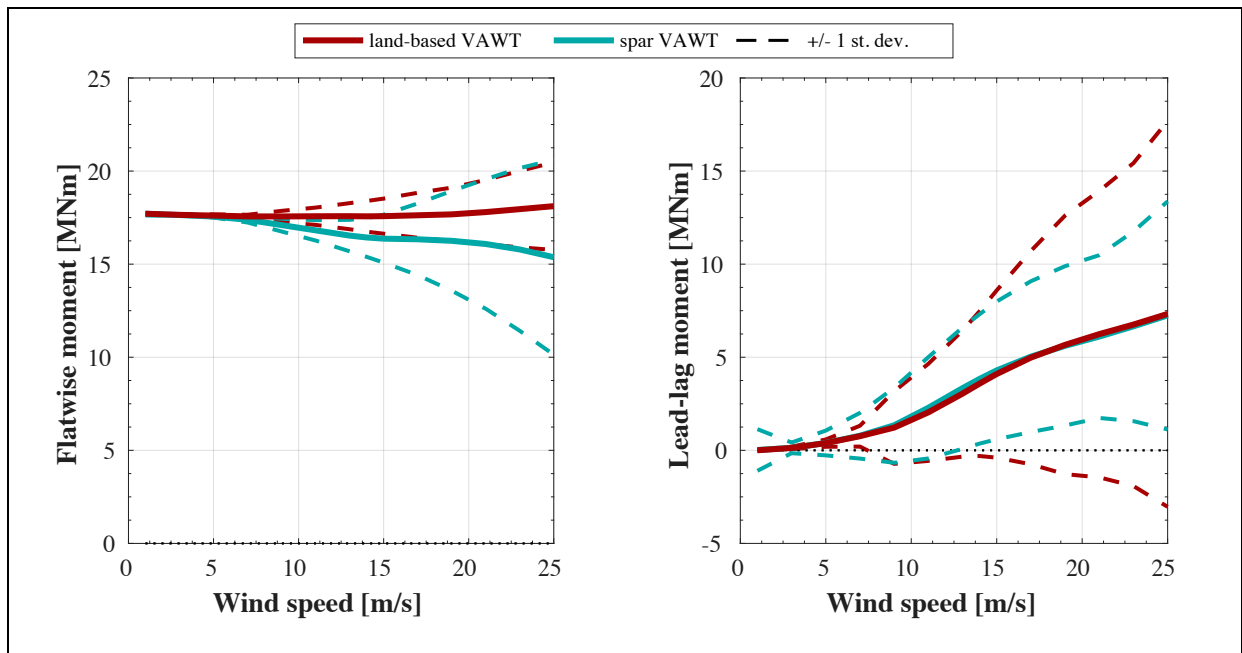 land-based VAWT spar VAWT +/- 1 st. dev.
25
20
15
10
5
0
Flatwise moment [MNm]
0 5 10 15 20 25
Wind speed [m/s]
20
15
10
5
0
-5
Lead-lag moment [MNm]
0 5 10 15 20 25
Wind speed [m/s]